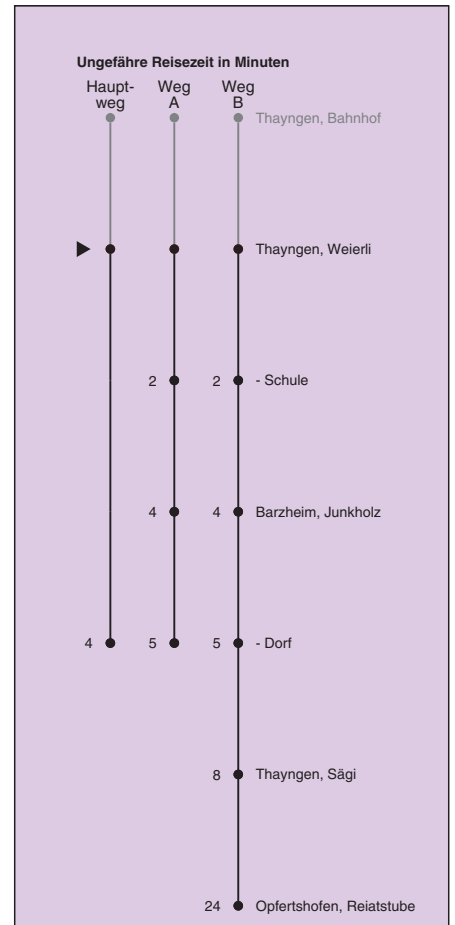 Ungefähre Reisezeit in Minuten
Haupt- Weg Weg
weg A B
Thayngen, Bahnhof
Thayngen, Weierli
2 2 - Schule
4 4 Barzheim, Junkholz
4 5 5 - Dorf
8 Thayngen, Sägi
24 Opfertshofen, Reiatstube